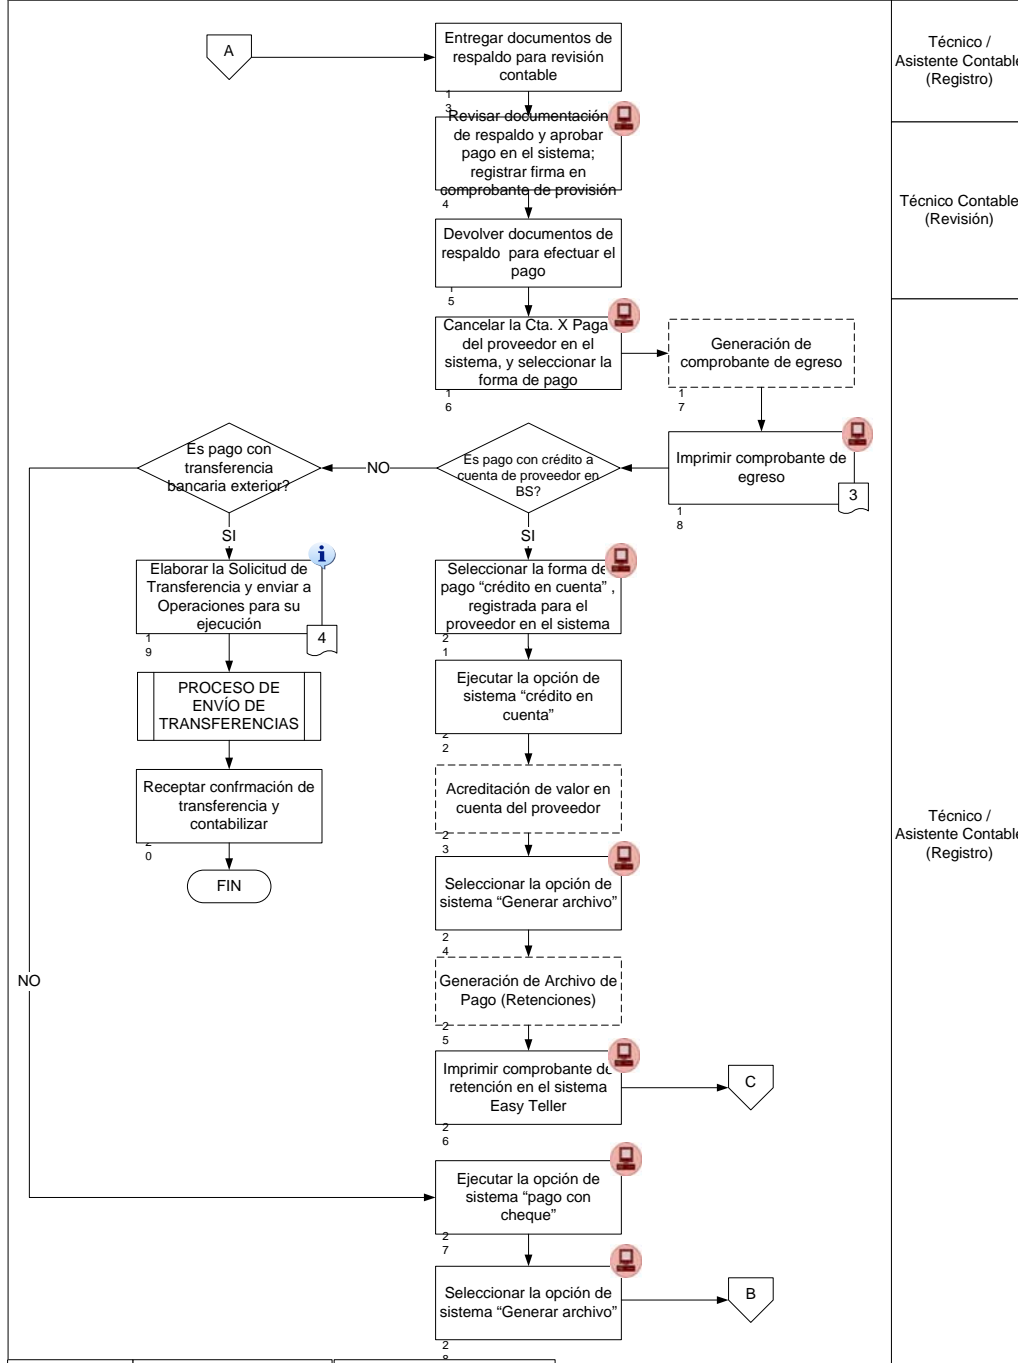 A
Entregar documentos de
respaldo para revisión
contable
13
Técnico /
Asistente Contable
(Registro)
Revisar documentación
de respaldo y aprobar
pago en el sistema;
registrar firma en
comprobante de provisión
14
Técnico Contable
(Revisión)
Devolver documentos de
respaldo para efectuar el
pago
15
Cancelar la Cta. X Paga
del proveedor en el
sistema, y seleccionar la
forma de pago
16
Generación de
comprobante de egreso
17
Imprimir comprobante de
egreso
3
18
Es pago con crédito a
cuenta de proveedor en
BS?
NO
Es pago con
transferencia
bancaria exterior?
SI
SI
Elaborar la Solicitud de
Transferencia y enviar a
Operaciones para su
ejecución
i
4
19
PROCESO DE
ENVÍO DE
TRANSFERENCIAS
Receptar confrmación de
transferencia y
contabilizar
20
FIN
NO
Seleccionar la forma de
pago “crédito en cuenta” ,
registrada para el
proveedor en el sistema
21
Ejecutar la opción de
sistema “crédito en
cuenta”
22
Acreditación de valor en
cuenta del proveedor
23
Seleccionar la opción de
sistema “Generar archivo”
24
Generación de Archivo de
Pago (Retenciones)
25
Imprimir comprobante de
retención en el sistema
Easy Teller
26
C
Técnico /
Asistente Contable
(Registro)
Ejecutar la opción de
sistema “pago con
cheque”
27
Seleccionar la opción de
sistema “Generar archivo”
28
B